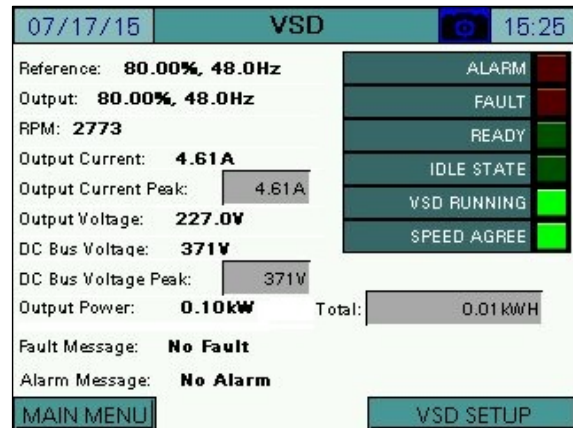 07/17/15 VSD 15:25
Reference: 80.00%, 48.0Hz
Output: 80.00%, 48.0Hz
RPM: 2773
Output Current: 4.61A
Output Current Peak: 4.61A
Output Voltage: 227.0V
DC Bus Voltage: 371V
DC Bus Voltage Peak: 371V
Output Power: 0.10kW Total: 0.01kWH
Fault Message: No Fault
Alarm Message: No Alarm
ALARM
FAULT
READY
IDLE STATE
VSD RUNNING
SPEED AGREE
MAIN MENU VSD SETUP